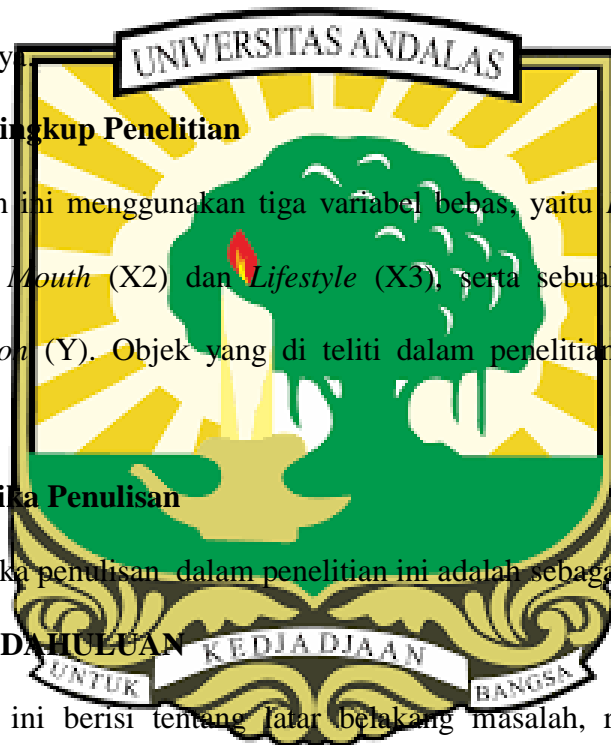 ya.
UNIVERSITAS ANDALAS
ingkup Penelitian
n ini menggunakan tiga variabel bebas, yaitu
Mouth (X2) dan Lifestyle (X3), serta sebua
on (Y). Objek yang di teliti dalam penelitian
ika Penulisan
ka penulisan dalam penelitian ini adalah sebaga
DAHULUAN
KEDJADJAAN
UNTUK
BANGSA
ini berisi tentang latar belakang masalah,